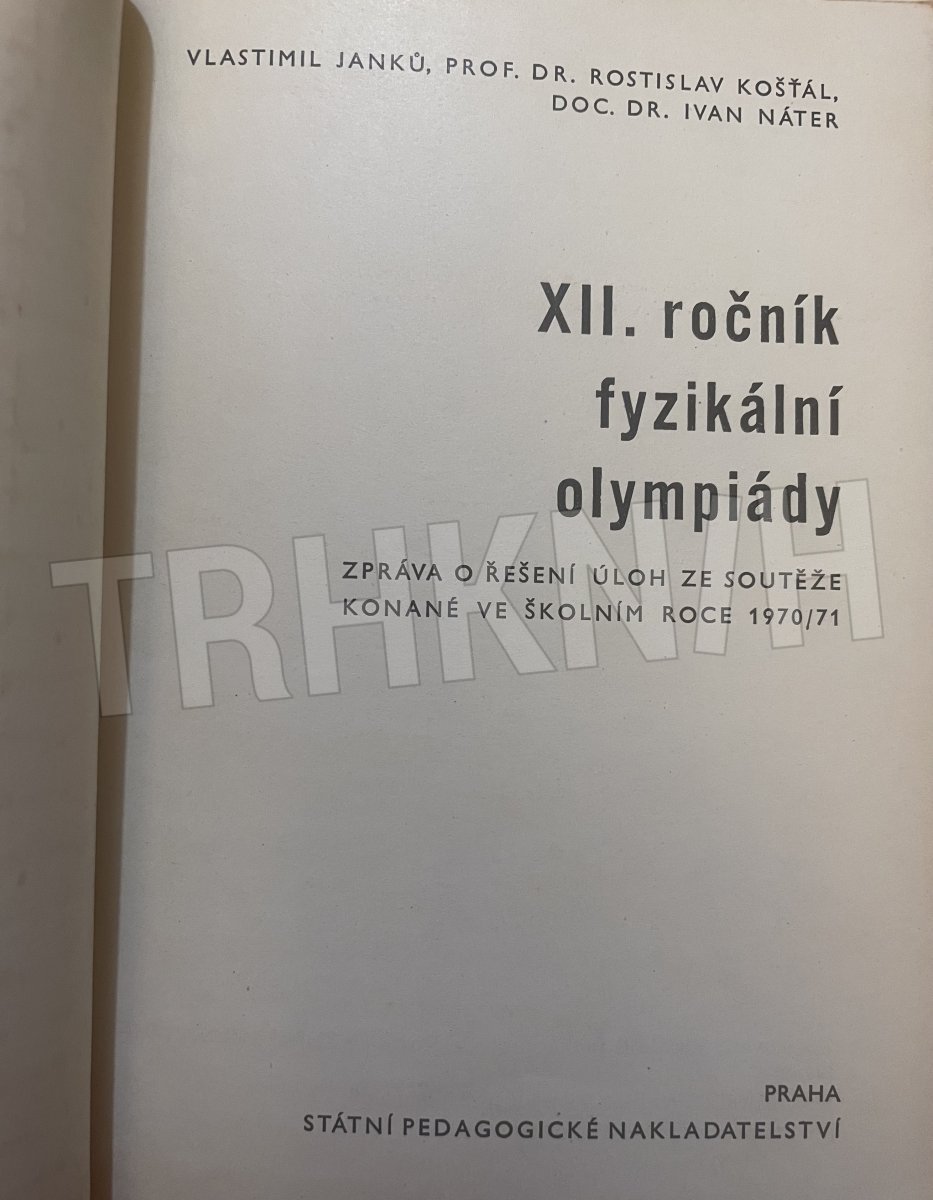 VLASTIMIL JANKŮ, PROF. DR. ROSTISLAV KOŠŤÁL,
DOC. DR. IVAN NÁTER
XII. ročník
fyzikální
olympiády
TRHKNIH
ZPRÁVA O ŘEŠENÍ ÚLOH ZE SOUTĚŽE
KONANÉ VE ŠKOLNÍM ROCE 1970/71
PRAHA
STÁTNÍ PEDAGOGICKÉ NAKLADATELSTVÍ